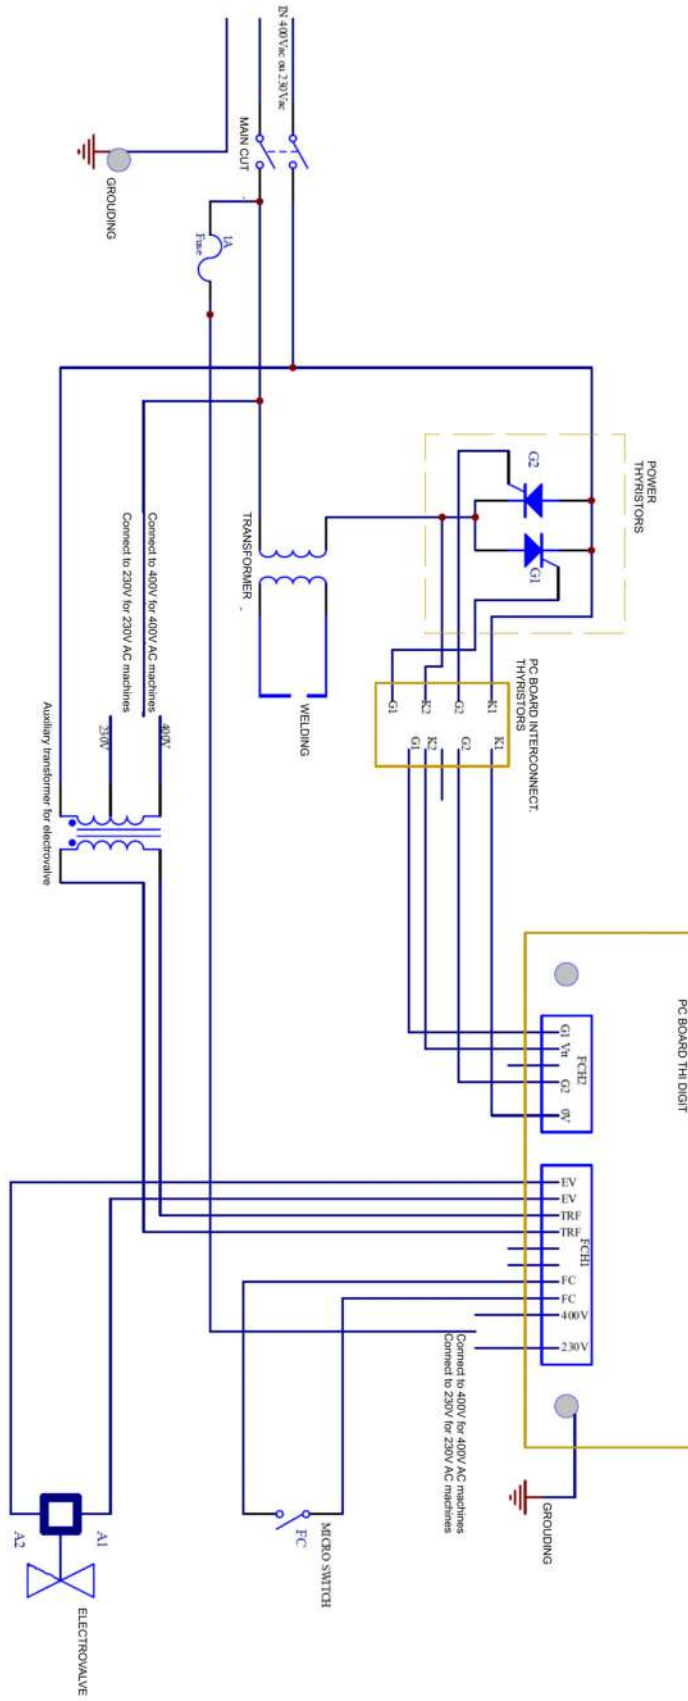 IN 400Vac ou 230Vac
MAIN CUT
GROUDING
1A
Fuse
POWER
THYRISTORS
G2
G1
TRANSFORMER
WELDING
Connect to 400V for 400V AC machines
Connect to 230V for 230V AC machines
400V
230V
Auxiliary transformer for electrovalve
PC BOARD INTERCONNECT.
THYRISTORS
K1
G2
K2
G1
K1
G2
K2
G1
PC BOARD THI DIGIT
FCH2
G1
Vtt
G2
0V
FCH1
EV
EV
TRF
TRF
FC
FC
400V
230V
Connect to 400V for 400V AC machines
Connect to 230V for 230V AC machines
GROUDING
MICRO SWITCH
FC
A1
A2
ELECTROVALVE